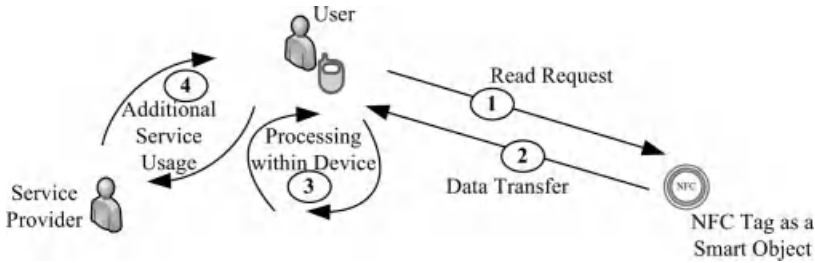 User
4
Additional
Service
Usage
Read Request
1
Processing
within Device
3
2
Data Transfer
Service
Provider
NFC
NFC Tag as a
Smart Object